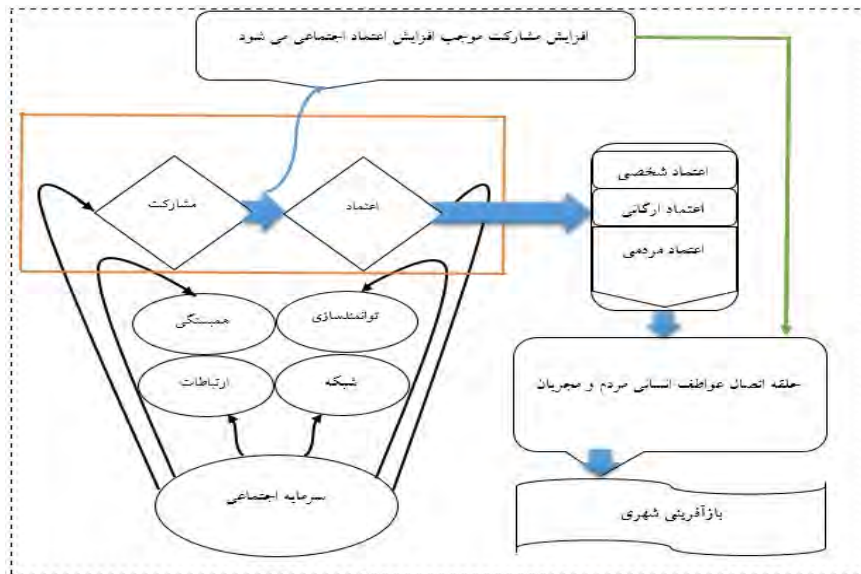 افزایش مشارکت موجب افزایش اعتماد اجتماعی می شود
مشارکت
اعتماد
اعتماد شخصی
اعتماد ارگانی
اعتماد مردمی
همبستگی
توانمندسازی
ارتباطات
شبکه
سرمایه اجتماعی
حلقه اتصال عواطف انسانی مردم و مجریان
بازآفرینی شهری